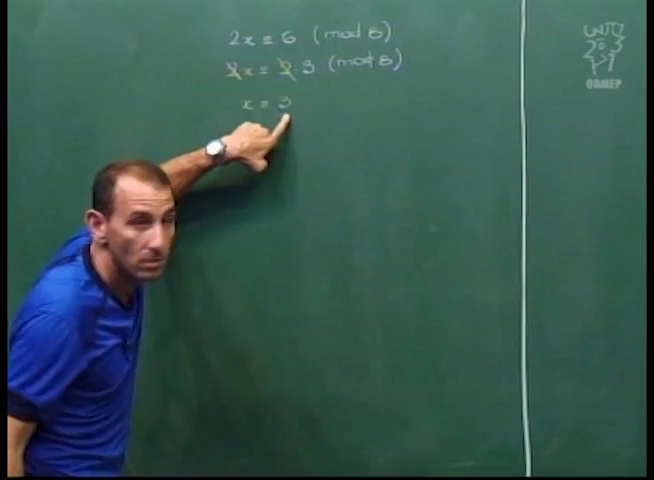 2x ≡ 6 (mod 8)
2x ≡ 2·3 (mod 8)
x ≡ 3
OBMEP